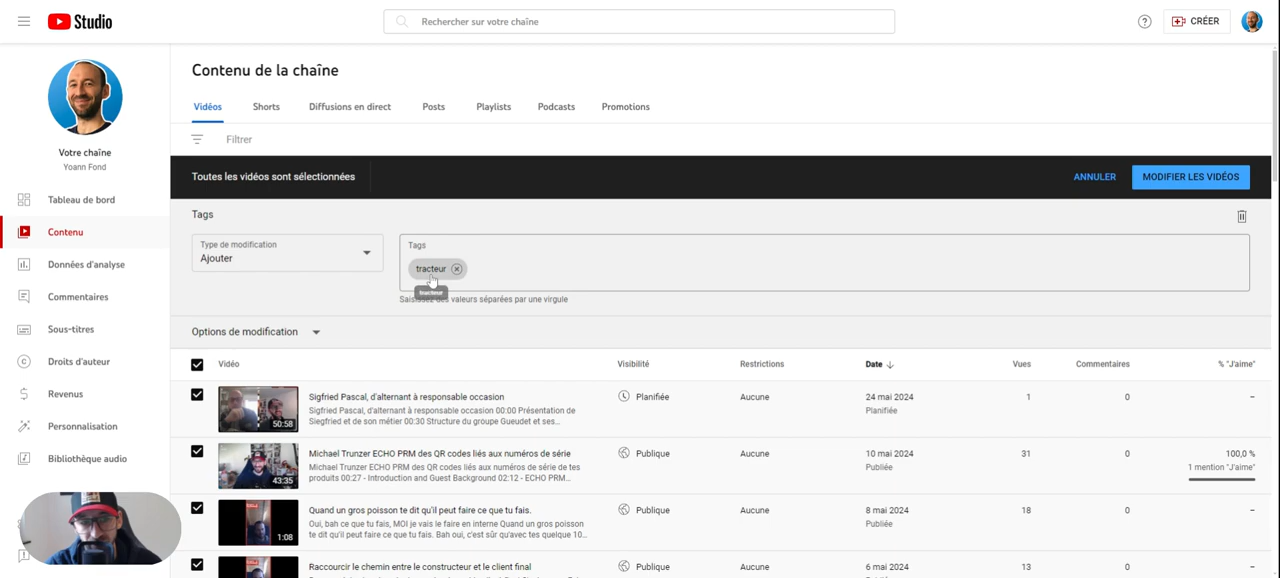 Studio
Rechercher sur votre chaîne
CRÉER
Votre chaîne
Yoann Fond
Tableau de bord
Contenu
Données d'analyse
Commentaires
Sous-titres
Droits d'auteur
Revenus
Personnalisation
Bibliothèque audio
Contenu de la chaîne
Vidéos Shorts Diffusions en direct Posts Playlists Podcasts Promotions
Filtrer
Toutes les vidéos sont sélectionnées
ANNULER
MODIFIER LES VIDÉOS
Tags
Type de modification
Ajouter
Tags
tracteur
tracteur
Saisissez des valeurs séparées par une virgule
Options de modification
Vidéo Visibilité Restrictions Date Vues Commentaires % "J'aime"
Sigfried Pascal, d'alternant à responsable occasion
Sigfried Pascal, d'alternant à responsable occasion 00:00 Présentation de
Siegfried et de son métier 00:30 Structure du groupe Gueudet et ses…
50:58
Planifiée
Aucune
24 mai 2024
Planifiée
1
0
–
Michael Trunzer ECHO PRM des QR codes liés aux numéros de série
Michael Trunzer ECHO PRM des QR codes liés aux numéros de série de tes
produits 00:27 - Introduction and Guest Background 02:12 - ECHO PRM…
43:35
Publique
Aucune
10 mai 2024
Publiée
31
0
100,0 %
1 mention "J'aime"
Quand un gros poisson te dit qu'il peut faire ce que tu fais.
Oui, bah ce que tu fais, MOI je vais le faire en interne Quand un gros poisson
te dit qu'il peut faire ce que tu fais. Bah oui, c'est sûr qu'avec tes quelque 10…
1:08
Publique
Aucune
8 mai 2024
Publiée
18
0
–
Raccourcir le chemin entre le constructeur et le client final
Publique
Aucune
6 mai 2024
13
0
–